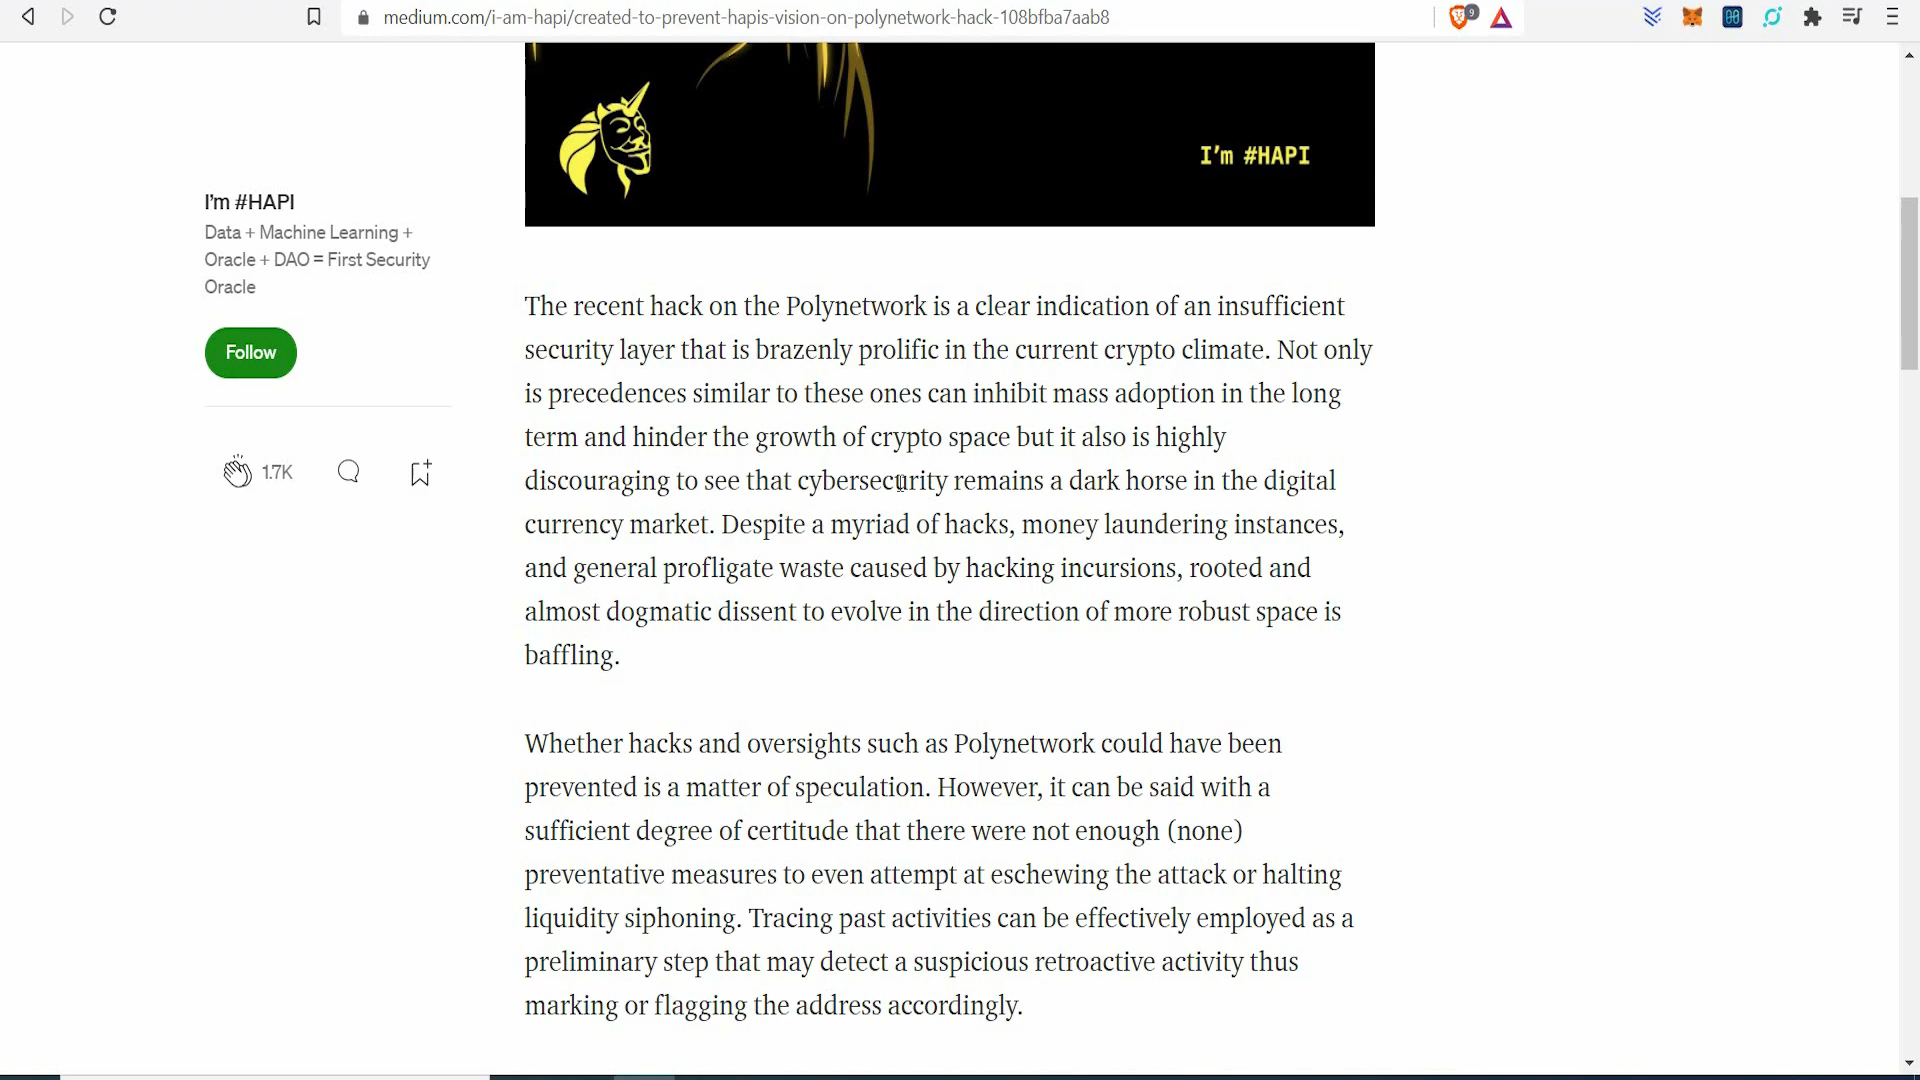 medium.com/i-am-hapi/created-to-prevent-hapis-vision-on-polynetwork-hack-108bfba7aab8
9
I'm #HAPI
I'm #HAPI
Data + Machine Learning +
Oracle + DAO = First Security
Oracle
Follow
1.7K
The recent hack on the Polynetwork is a clear indication of an insufficient
security layer that is brazenly prolific in the current crypto climate. Not only
is precedences similar to these ones can inhibit mass adoption in the long
term and hinder the growth of crypto space but it also is highly
discouraging to see that cybersecurity remains a dark horse in the digital
currency market. Despite a myriad of hacks, money laundering instances,
and general profligate waste caused by hacking incursions, rooted and
almost dogmatic dissent to evolve in the direction of more robust space is
baffling.
Whether hacks and oversights such as Polynetwork could have been
prevented is a matter of speculation. However, it can be said with a
sufficient degree of certitude that there were not enough (none)
preventative measures to even attempt at eschewing the attack or halting
liquidity siphoning. Tracing past activities can be effectively employed as a
preliminary step that may detect a suspicious retroactive activity thus
marking or flagging the address accordingly.